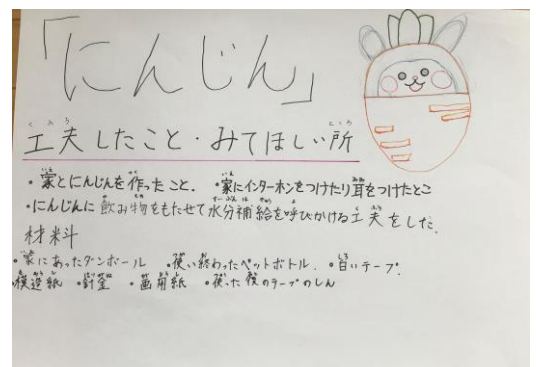 「にんじん」
工夫したこと・みてほしい所
・家とにんじんを作ったこと. ・家にインターホンをつけたり耳をつけたとこ
・にんじんに飲み物をもたせて水分補給を呼びかける工夫をした.
材料
・家にあったダンボール ・使い終わったペットボトル. ・白いテープ.
・模造紙 ・針金 ・画用紙 ・使った後のテープのしん